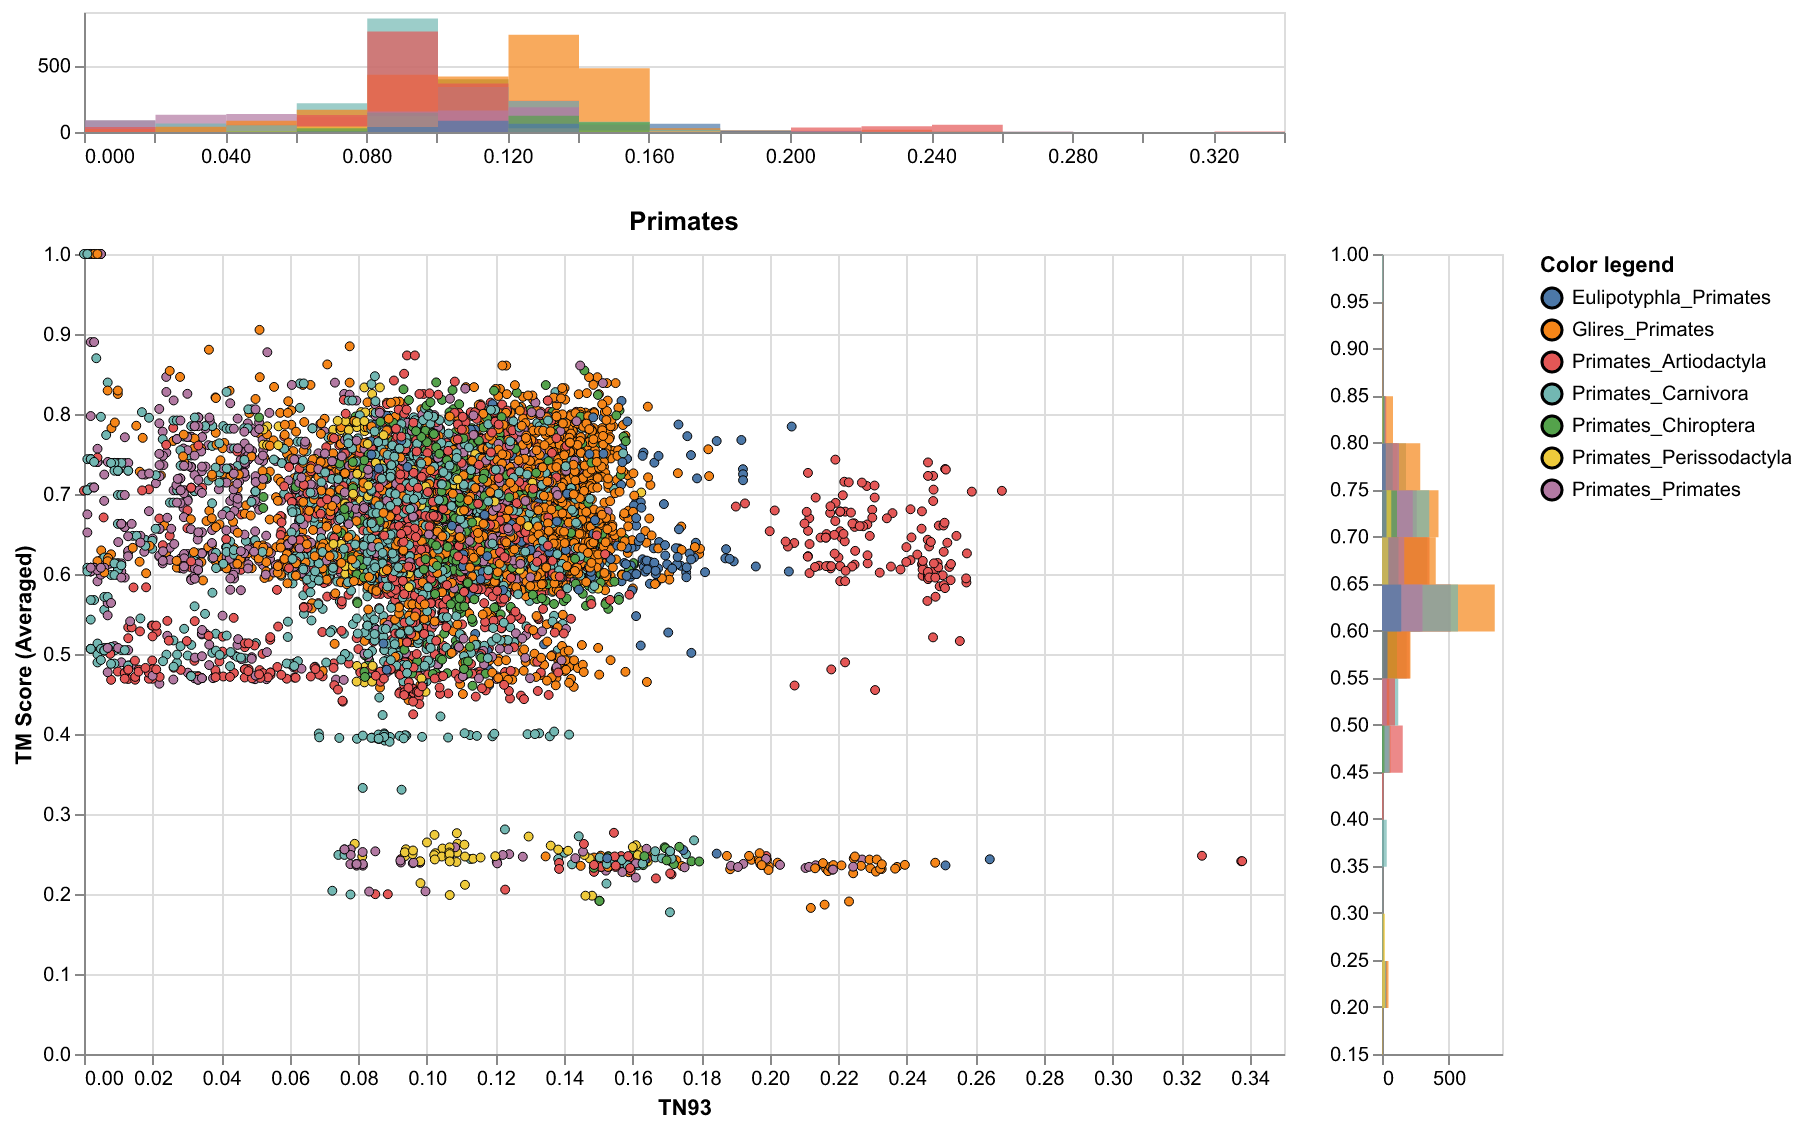 500
0
0.000 0.040 0.080 0.120 0.160 0.200 0.240 0.280 0.320
Primates
1.0
0.9
0.8
0.7
0.6
0.5
0.4
0.3
0.2
0.1
0.0
TM Score (Averaged)
0.00 0.02 0.04 0.06 0.08 0.10 0.12 0.14 0.16 0.18 0.20 0.22 0.24 0.26 0.28 0.30 0.32 0.34
TN93
1.00
0.95
0.90
0.85
0.80
0.75
0.70
0.65
0.60
0.55
0.50
0.45
0.40
0.35
0.30
0.25
0.20
0.15
0 500
Color legend
Eulipotyphla_Primates
Glires_Primates
Primates_Artiodactyla
Primates_Carnivora
Primates_Chiroptera
Primates_Perissodactyla
Primates_Primates